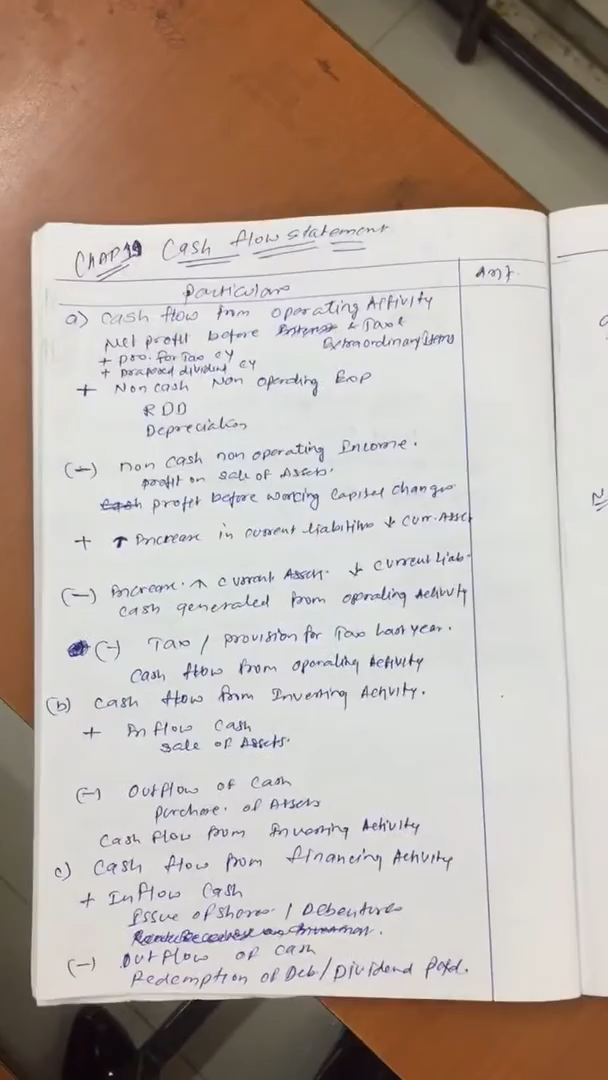 CHAP 19 Cash flow statement
Particulars
Amt.
a) Cash flow from operating Activity
Net profit before Interest & Tax &
Extraordinary Items
+ pro. for Tax CY
+ proposed dividend CY
+ Non cash Non operating Exp
RDD
Depreciation
(-) Non cash non operating Income.
profit on sale of Assets.
profit before working capital changes
+ ↑ Increase in current liabilities ↓ Curr. Asset
(-) Increase. ↑ Current Asset. ↓ Current Liab.
Cash generated from operating Activity
(-) Tax / provision for Tax Last year.
Cash flow from operating Activity
(b) Cash flow from Investing Activity.
+ Inflow Cash
sale of Assets.
(-) Outflow of Cash
Purchase. of Assets
Cash flow from Investing Activity
c) Cash flow from financing Activity
+ Inflow Cash
Issue of shares / Debentures
(-) outflow of cash
Redemption of Deb / Dividend paid.